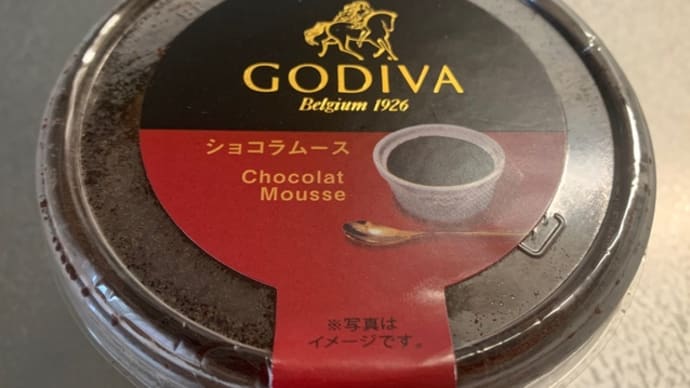 GODIVA
Belgium 1926
ショコラムース
Chocolat
Mousse
※写真は
イメージです。